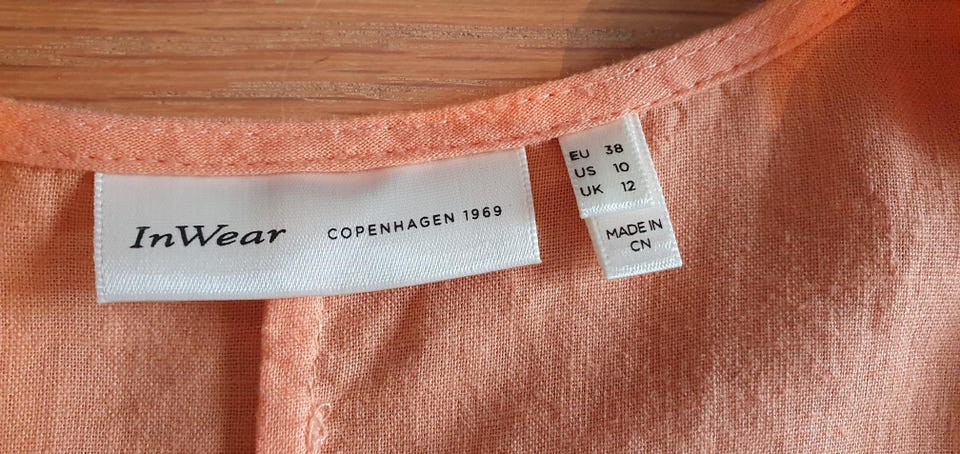 InWear COPENHAGEN 1969
EU 38
US 10
UK 12
MADE IN
CN